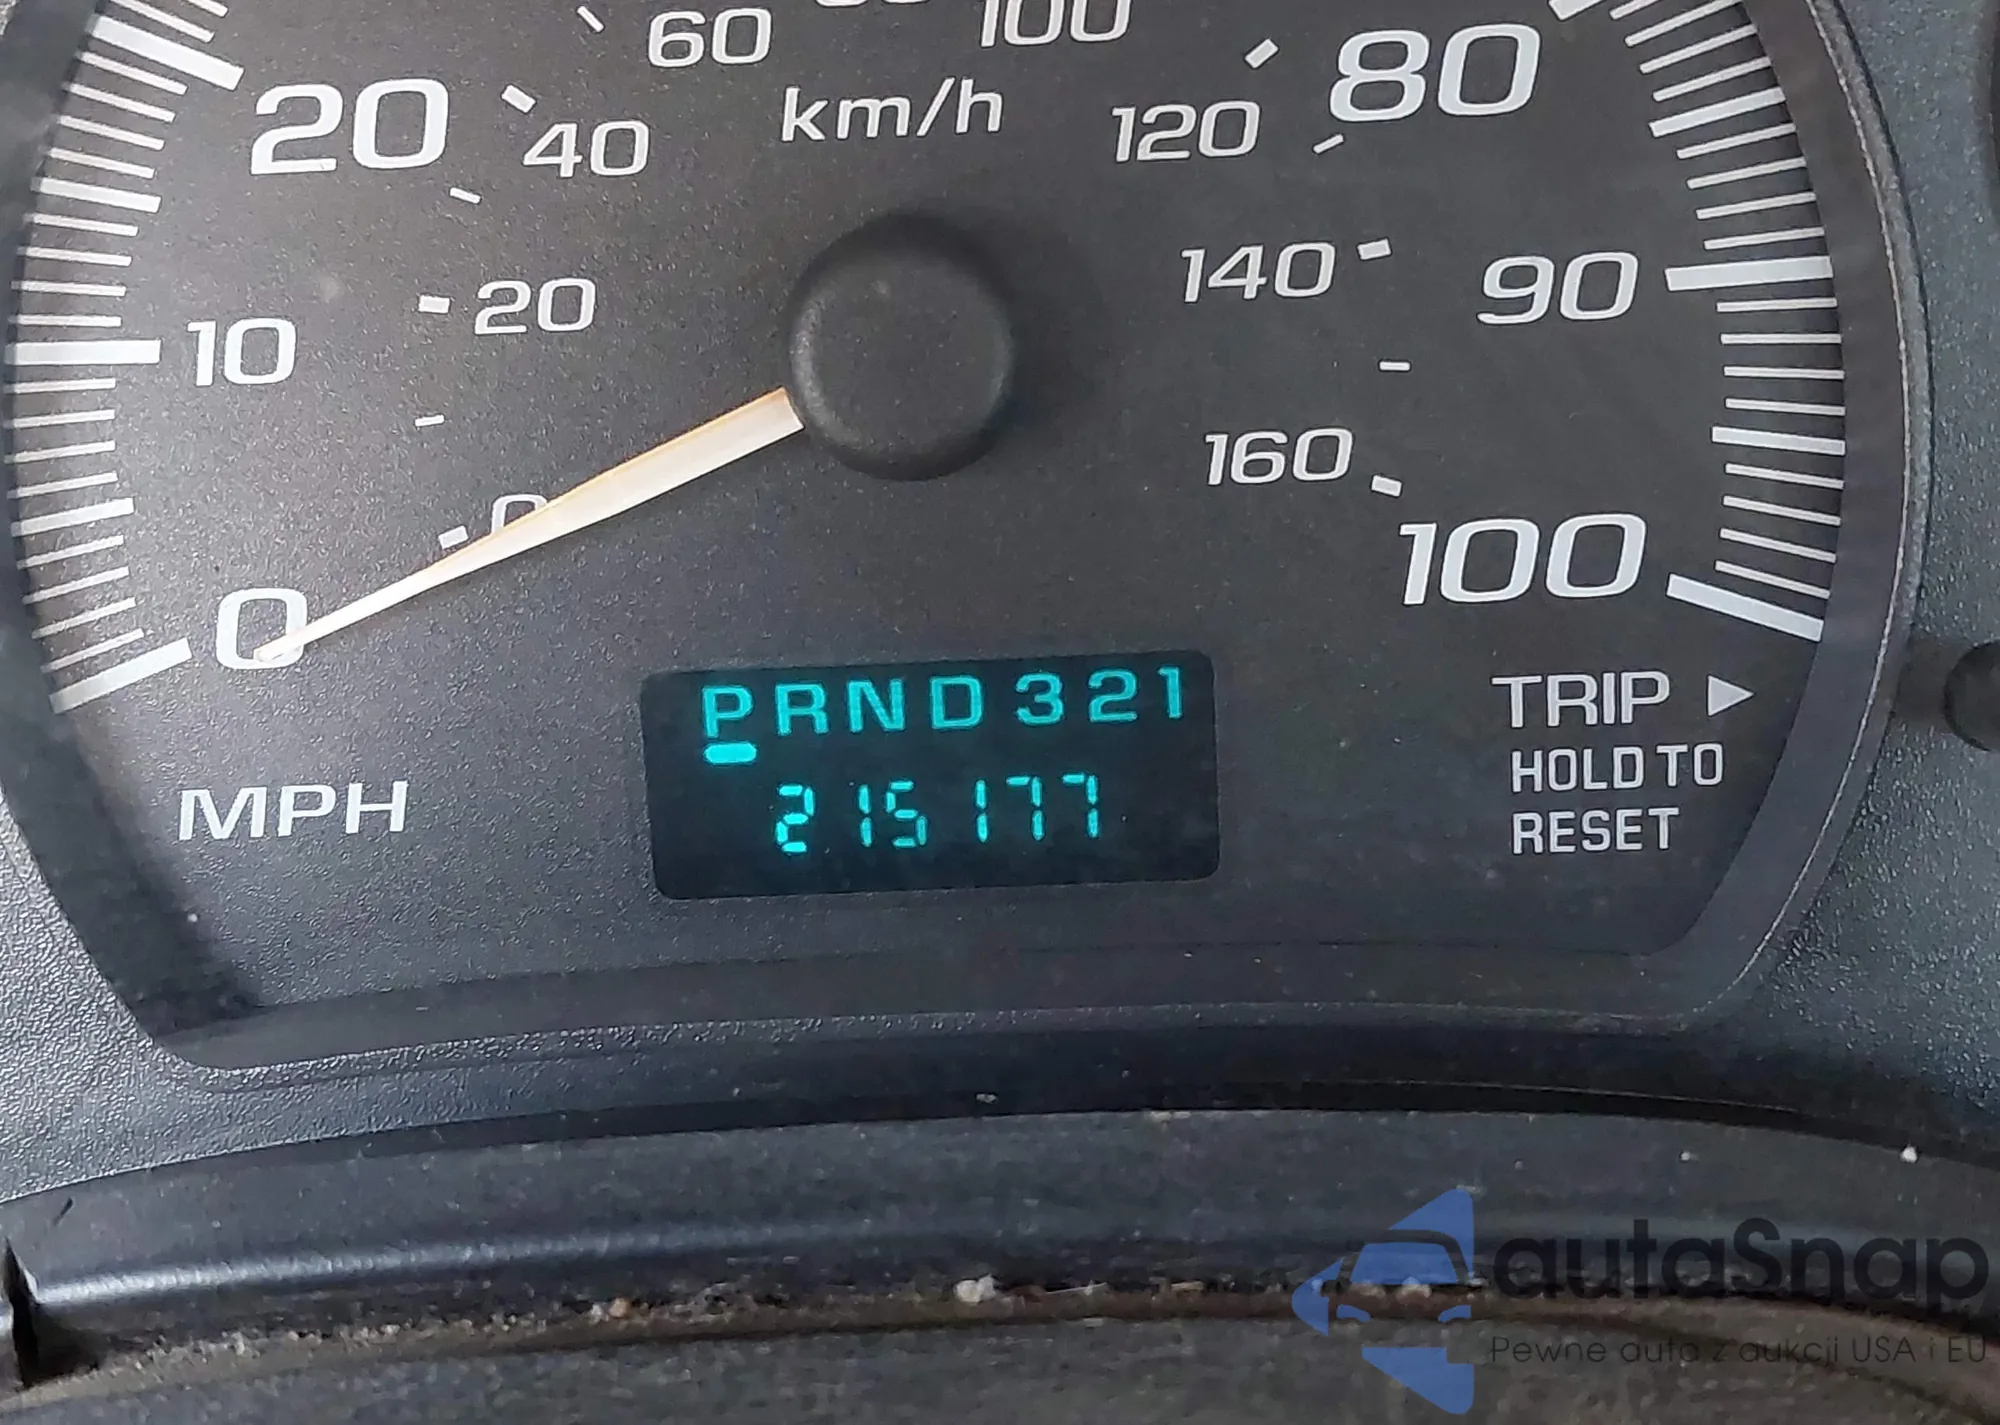 60
100
80
20
40
km/h
120
20
140
90
10
160
0
100
0
PRND321
TRIP ▶
HOLD TO
RESET
MPH
215177
autaSnap
Pewne auta z aukcji USA i EU